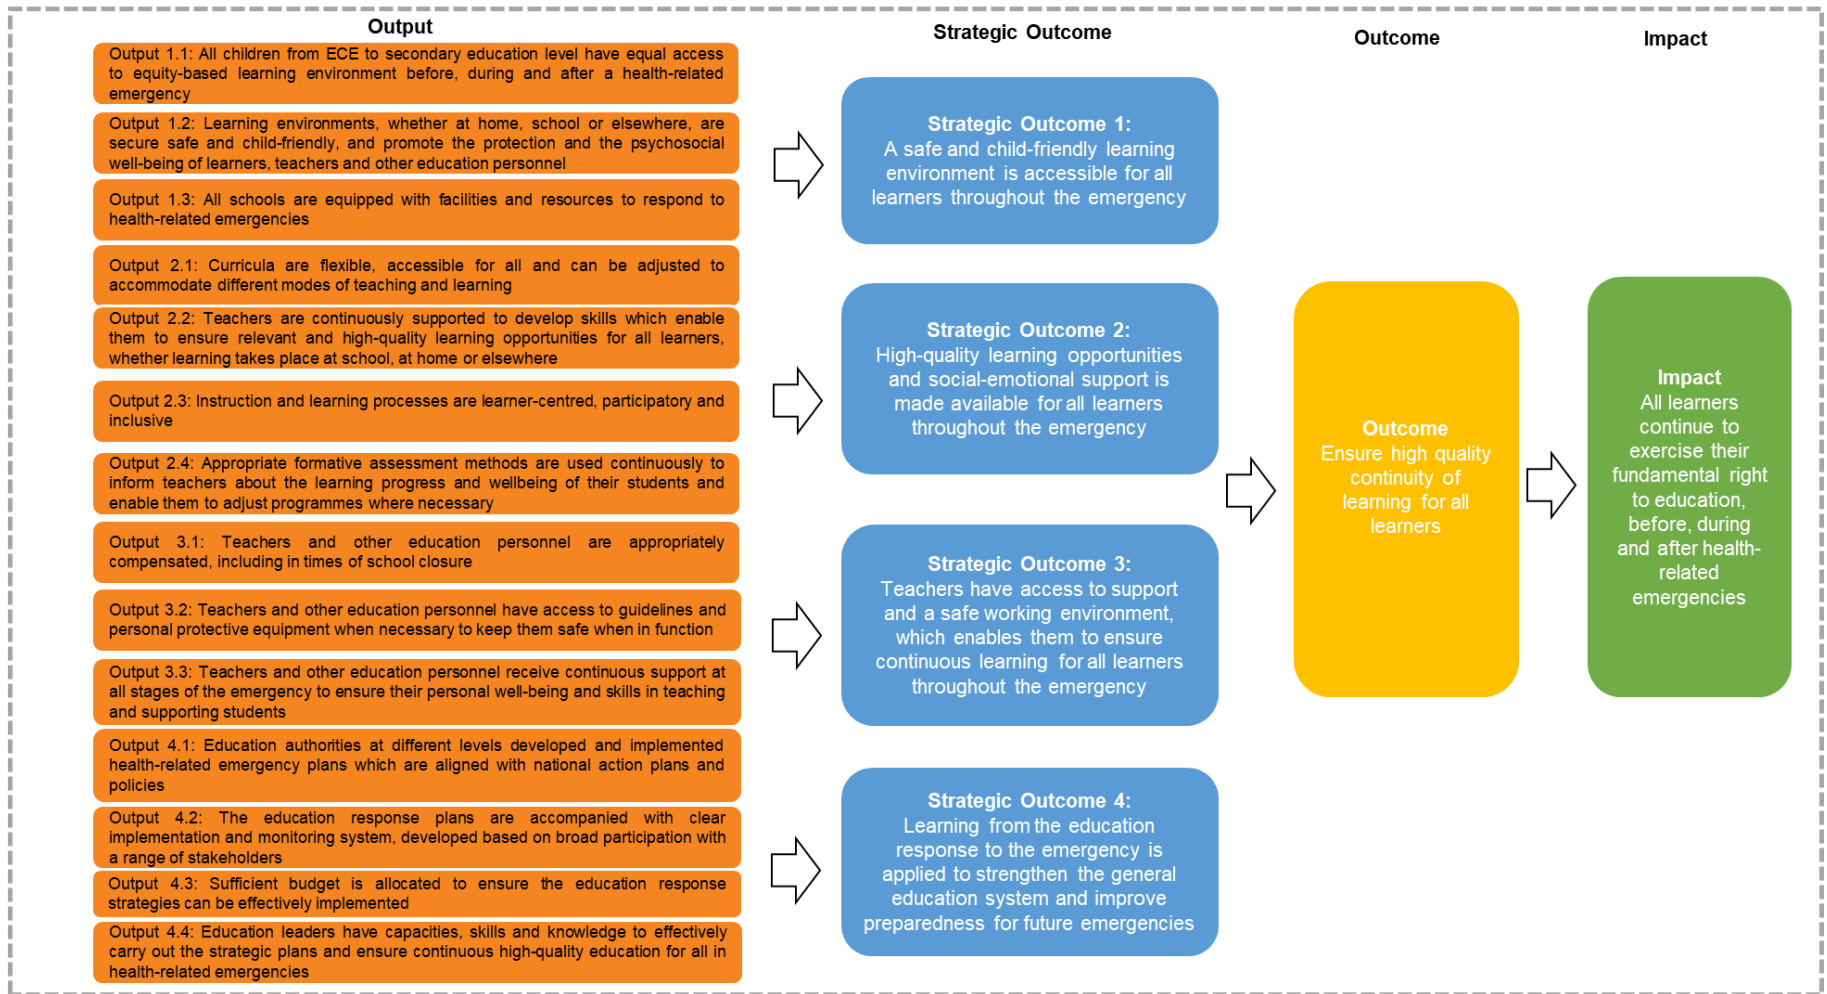 Output
Output 1.1: All children from ECE to secondary education level have equal access
to equity-based learning environment before, during and after a health-related
emergency
Output 1.2: Learning environments, whether at home, school or elsewhere, are
secure safe and child-friendly, and promote the protection and the psychosocial
well-being of learners, teachers and other education personnel
Output 1.3: All schools are equipped with facilities and resources to respond to
health-related emergencies
Output 2.1: Curricula are flexible, accessible for all and can be adjusted to
accommodate different modes of teaching and learning
Output 2.2: Teachers are continuously supported to develop skills which enable
them to ensure relevant and high-quality learning opportunities for all learners,
whether learning takes place at school, at home or elsewhere
Output 2.3: Instruction and learning processes are learner-centred, participatory and
inclusive
Output 2.4: Appropriate formative assessment methods are used continuously to
inform teachers about the learning progress and wellbeing of their students and
enable them to adjust programmes where necessary
Output 3.1: Teachers and other education personnel are appropriately
compensated, including in times of school closure
Output 3.2: Teachers and other education personnel have access to guidelines and
personal protective equipment when necessary to keep them safe when in function
Output 3.3: Teachers and other education personnel receive continuous support at
all stages of the emergency to ensure their personal well-being and skills in teaching
and supporting students
Output 4.1: Education authorities at different levels developed and implemented
health-related emergency plans which are aligned with national action plans and
policies
Output 4.2: The education response plans are accompanied with clear
implementation and monitoring system, developed based on broad participation with
a range of stakeholders
Output 4.3: Sufficient budget is allocated to ensure the education response
strategies can be effectively implemented
Output 4.4: Education leaders have capacities, skills and knowledge to effectively
carry out the strategic plans and ensure continuous high-quality education for all in
health-related emergencies
Strategic Outcome
Strategic Outcome 1:
A safe and child-friendly learning
environment is accessible for all
learners throughout the emergency
Strategic Outcome 2:
High-quality learning opportunities
and social-emotional support is
made available for all learners
throughout the emergency
Strategic Outcome 3:
Teachers have access to support
and a safe working environment,
which enables them to ensure
continuous learning for all learners
throughout the emergency
Strategic Outcome 4:
Learning from the education
response to the emergency is
applied to strengthen the general
education system and improve
preparedness for future emergencies
Outcome
Outcome
Ensure high quality
continuity of
learning for all
learners
Impact
Impact
All learners
continue to
exercise their
fundamental right
to education,
before, during
and after health-
related
emergencies